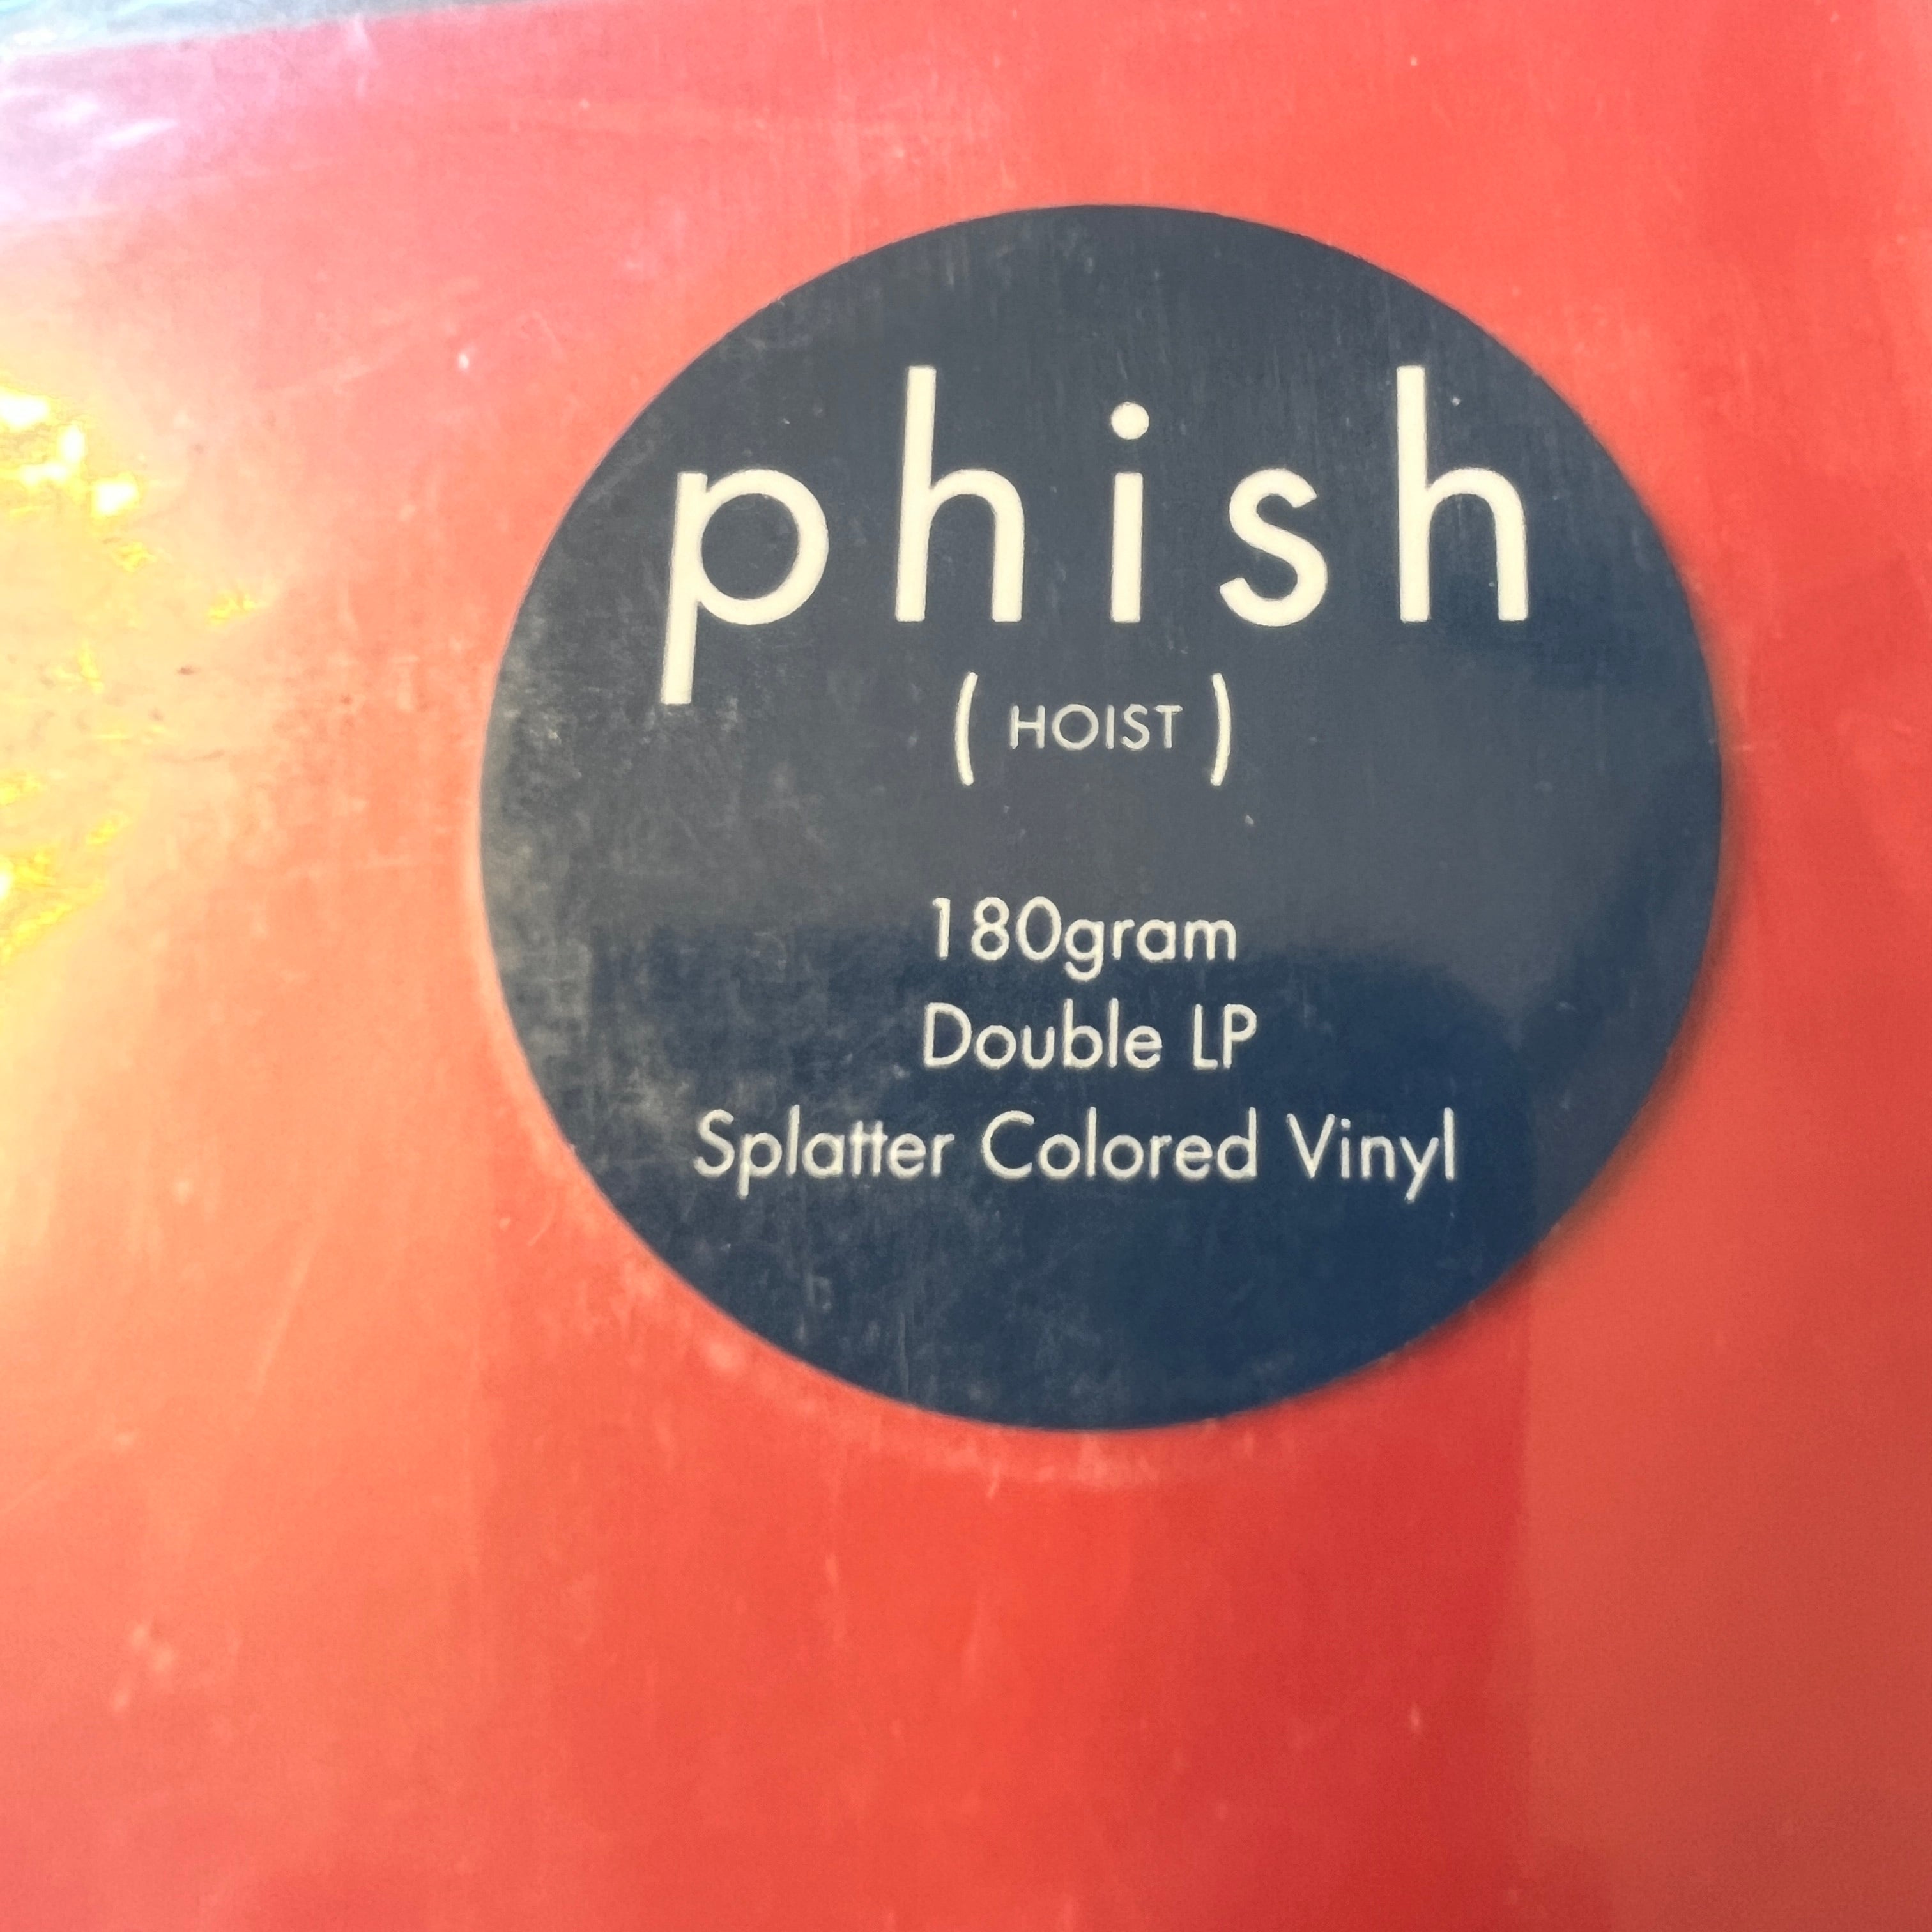 phish
( HOIST )
180gram
Double LP
Splatter Colored Vinyl